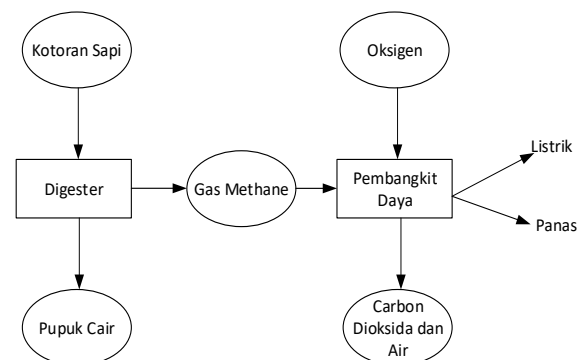 Kotoran Sapi
Oksigen
Listrik
Digester
Gas Methane
Pembangkit
Daya
Panas
Pupuk Cair
Carbon
Dioksida dan
Air